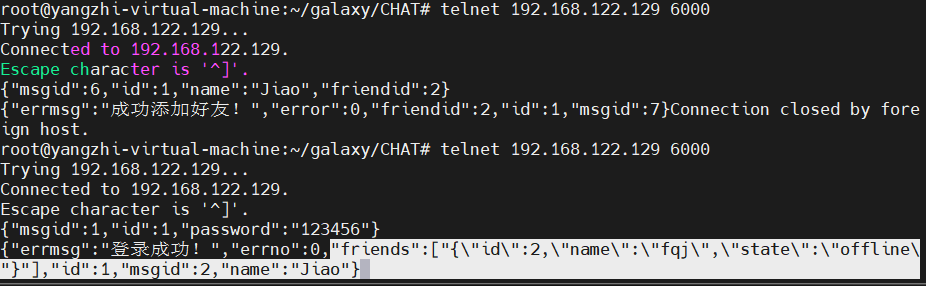 root@yangzhi-virtual-machine:~/galaxy/CHAT# telnet 192.168.122.129 6000
Trying 192.168.122.129...
Connected to 192.168.122.129.
Escape character is '^]'.
{"msgid":6,"id":1,"name":"Jiao","friendid":2}
{"errmsg":"成功添加好友！","error":0,"friendid":2,"id":1,"msgid":7}Connection closed by fore
ign host.
root@yangzhi-virtual-machine:~/galaxy/CHAT# telnet 192.168.122.129 6000
Trying 192.168.122.129...
Connected to 192.168.122.129.
Escape character is '^]'.
{"msgid":1,"id":1,"password":"123456"}
{"errmsg":"登录成功！","errno":0,"friends":["{\"id\":2,\"name\":\"fqj\",\"state\":\"offline\
"}"],"id":1,"msgid":2,"name":"Jiao"}